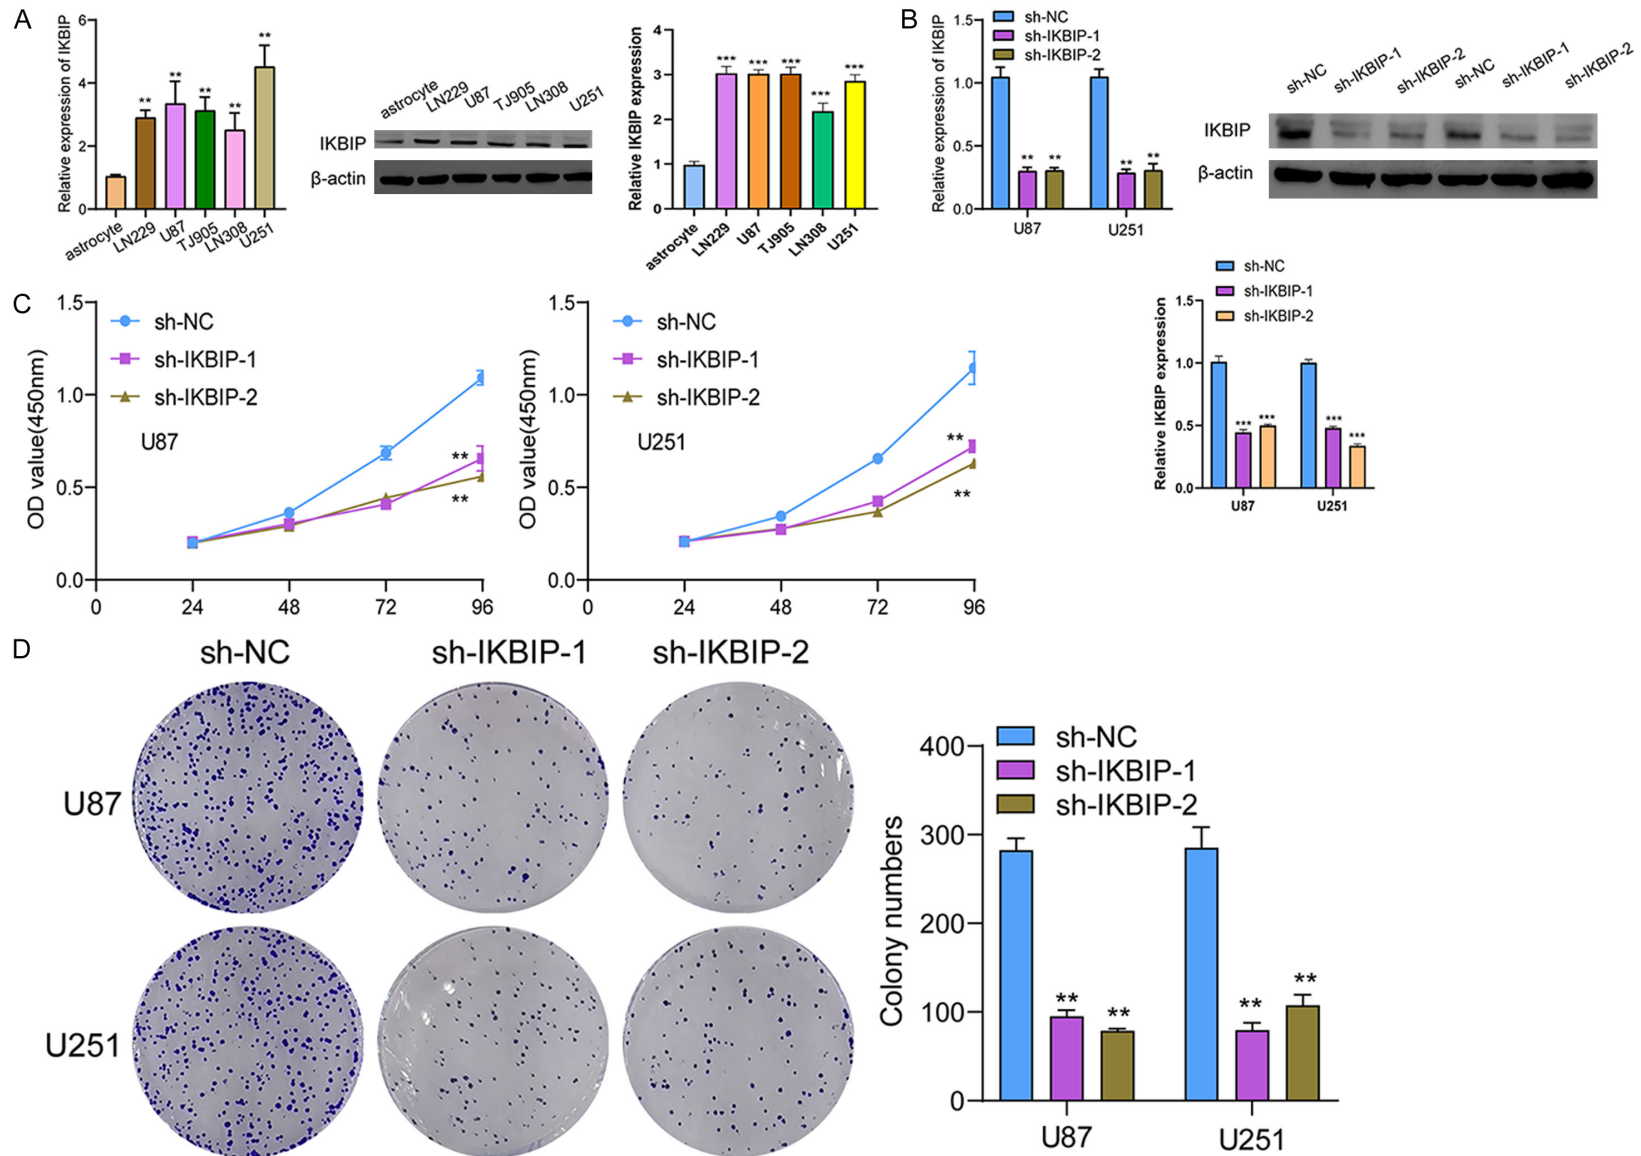 A
Relative expression of IKBIP
6
4
2
0
** ** ** ** **
astrocyte LN229 U87 TJ905 LN308 U251
astrocyte LN229 U87 TJ905 LN308 U251
IKBIP
β-actin
Relative IKBIP expression
4
3
2
1
0
*** *** *** *** ***
astrocyte LN229 U87 TJ905 LN308 U251
B
Relative expression of IKBIP
1.5
1.0
0.5
0.0
sh-NC
sh-IKBIP-1
sh-IKBIP-2
** ** ** **
U87 U251
sh-NC sh-IKBIP-1 sh-IKBIP-2 sh-NC sh-IKBIP-1 sh-IKBIP-2
IKBIP
β-actin
sh-NC
sh-IKBIP-1
sh-IKBIP-2
Relative IKBIP expression
1.5
1.0
0.5
0.0
*** *** *** ***
U87 U251
C
OD value(450nm)
1.5
1.0
0.5
0.0
sh-NC
sh-IKBIP-1
sh-IKBIP-2
U87
**
**
0 24 48 72 96
OD value(450nm)
1.5
1.0
0.5
0.0
sh-NC
sh-IKBIP-1
sh-IKBIP-2
U251
**
**
0 24 48 72 96
D
sh-NC sh-IKBIP-1 sh-IKBIP-2
U87
U251
Colony numbers
400
300
200
100
0
sh-NC
sh-IKBIP-1
sh-IKBIP-2
** ** ** **
U87 U251